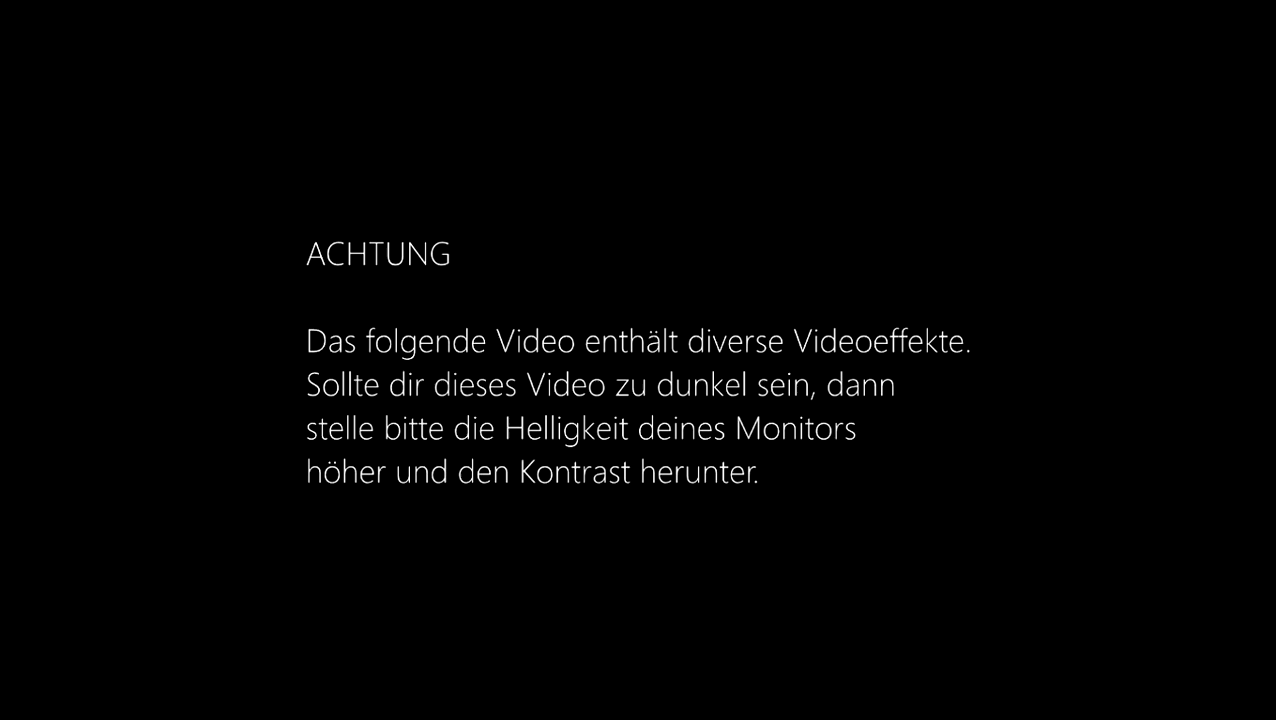 ACHTUNG
Das folgende Video enthält diverse Videoeffekte.
Sollte dir dieses Video zu dunkel sein, dann
stelle bitte die Helligkeit deines Monitors
höher und den Kontrast herunter.